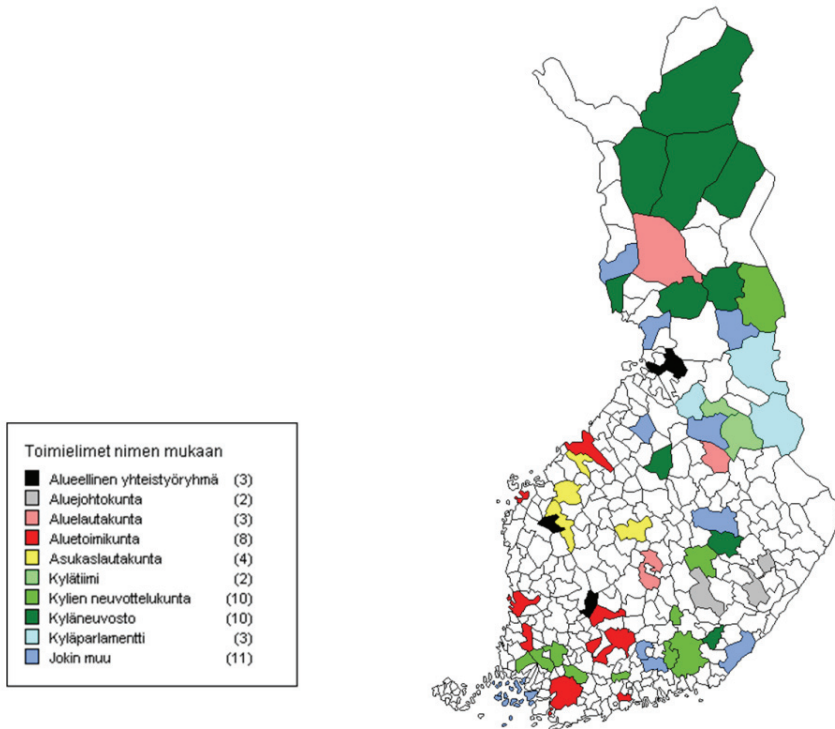 Toimielimet nimen mukaan
Alueellinen yhteistyöryhmä (3)
Aluejohtokunta (2)
Aluelautakunta (3)
Aluetoimikunta (8)
Asukaslautakunta (4)
Kylätiimi (2)
Kylien neuvottelukunta (10)
Kyläneuvosto (10)
Kyläparlamentti (3)
Jokin muu (11)